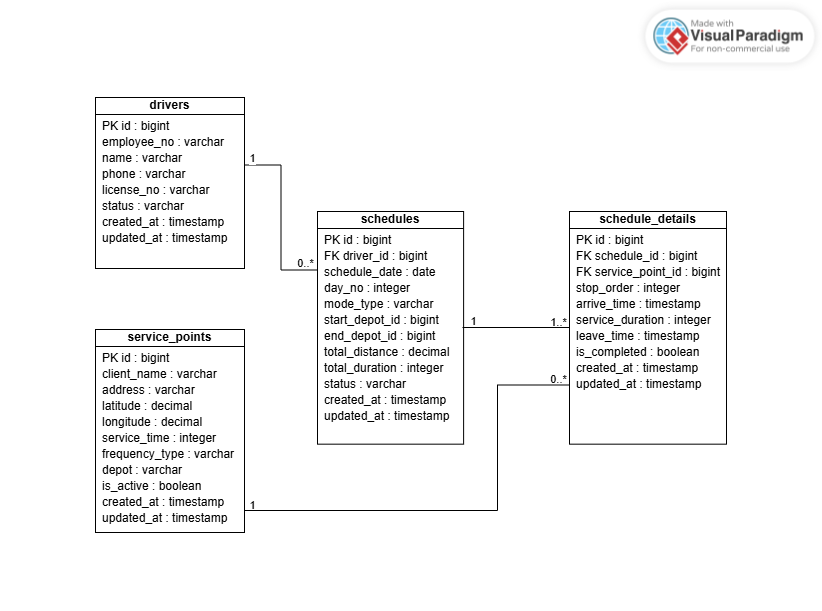 Made with
VisualParadigm
For non-commercial use
drivers
PK id : bigint
employee_no : varchar
name : varchar
phone : varchar
license_no : varchar
status : varchar
created_at : timestamp
updated_at : timestamp
1
0..*
schedules
PK id : bigint
FK driver_id : bigint
schedule_date : date
day_no : integer
mode_type : varchar
start_depot_id : bigint
end_depot_id : bigint
total_distance : decimal
total_duration : integer
status : varchar
created_at : timestamp
updated_at : timestamp
1
1..*
schedule_details
PK id : bigint
FK schedule_id : bigint
FK service_point_id : bigint
stop_order : integer
arrive_time : timestamp
service_duration : integer
leave_time : timestamp
is_completed : boolean
created_at : timestamp
updated_at : timestamp
0..*
service_points
PK id : bigint
client_name : varchar
address : varchar
latitude : decimal
longitude : decimal
service_time : integer
frequency_type : varchar
depot : varchar
is_active : boolean
created_at : timestamp
updated_at : timestamp
1